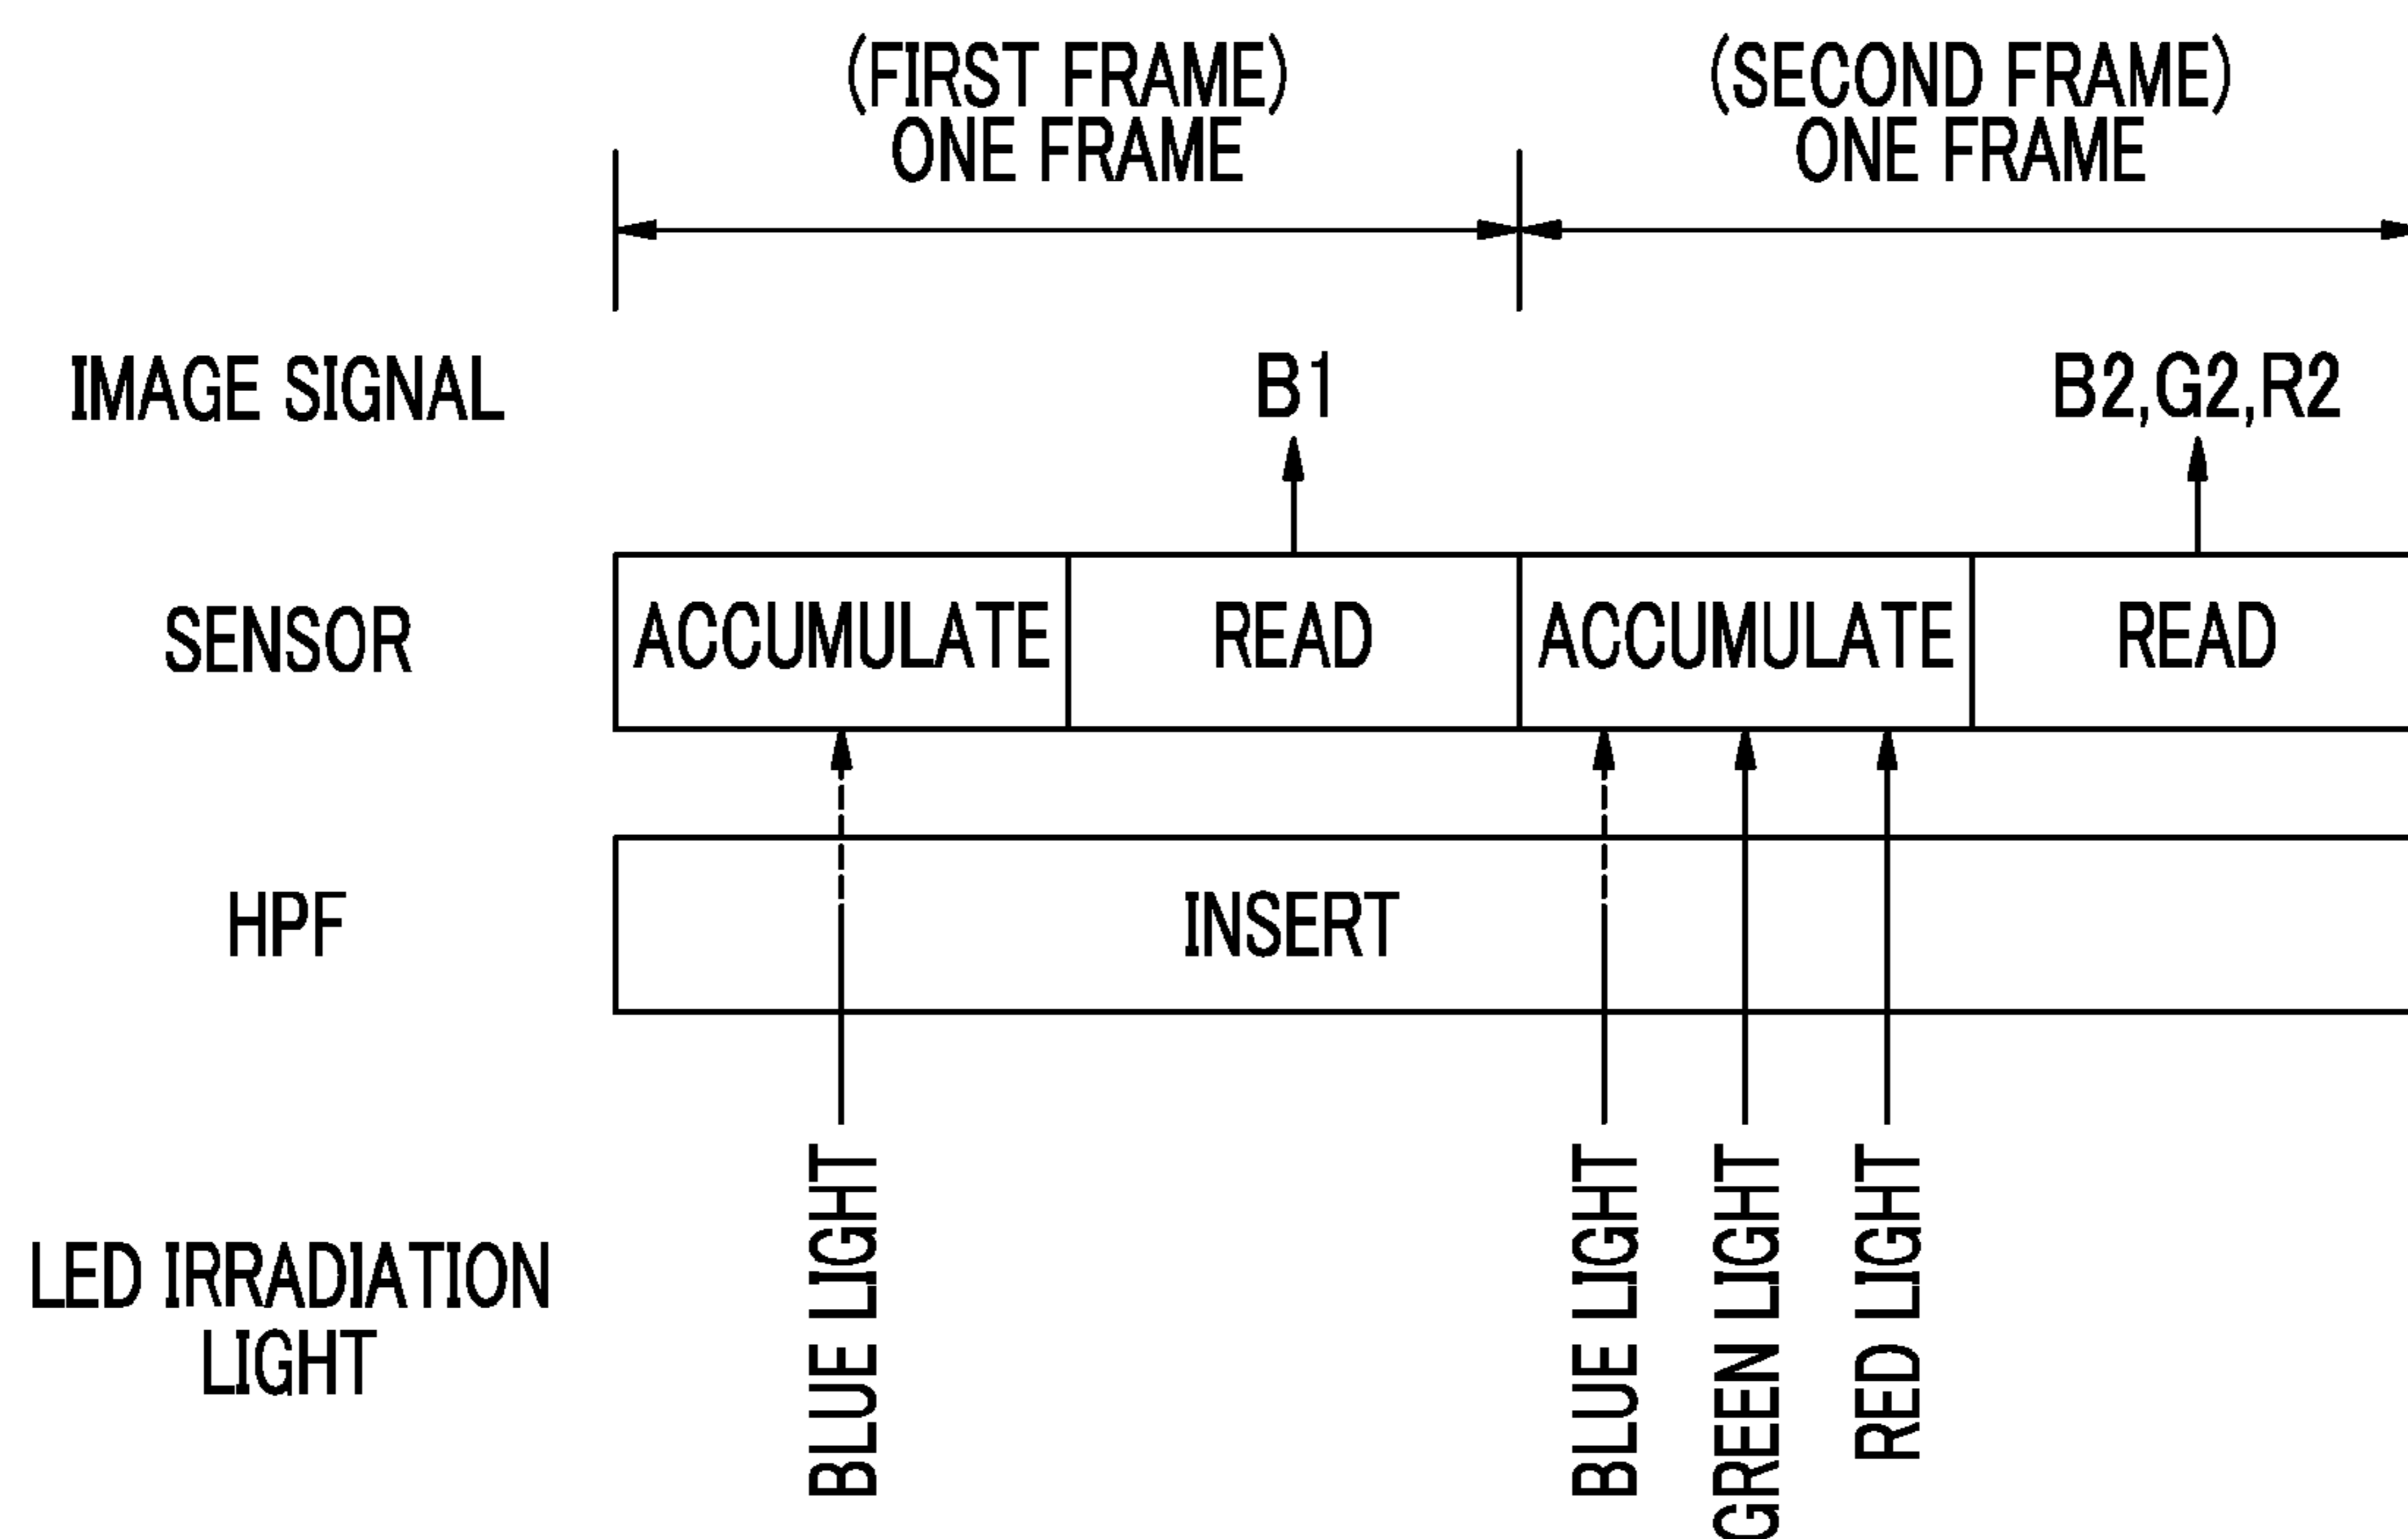 (FIRST FRAME)
ONE FRAME
(SECOND FRAME)
ONE FRAME
IMAGE SIGNAL
B1
B2,G2,R2
SENSOR
ACCUMULATE
READ
ACCUMULATE
READ
HPF
INSERT
LED IRRADIATION
LIGHT
BLUE LIGHT
BLUE LIGHT
GREEN LIGHT
RED LIGHT